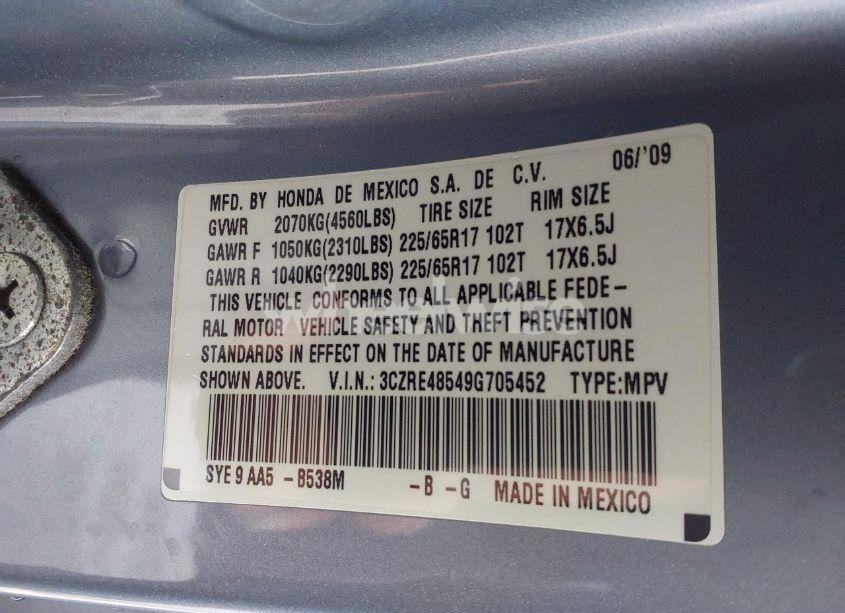 06/'09
MFD. BY HONDA DE MEXICO S.A. DE C.V.
GVWR 2070KG(4560LBS) TIRE SIZE RIM SIZE
GAWR F 1050KG(2310LBS) 225/65R17 102T 17X6.5J
GAWR R 1040KG(2290LBS) 225/65R17 102T 17X6.5J
THIS VEHICLE CONFORMS TO ALL APPLICABLE FEDE-
RAL MOTOR VEHICLE SAFETY AND THEFT PREVENTION
STANDARDS IN EFFECT ON THE DATE OF MANUFACTURE
SHOWN ABOVE. V.I.N.: 3CZRE48549G705452 TYPE:MPV
SYE 9 AA5 -B538M -B -G MADE IN MEXICO